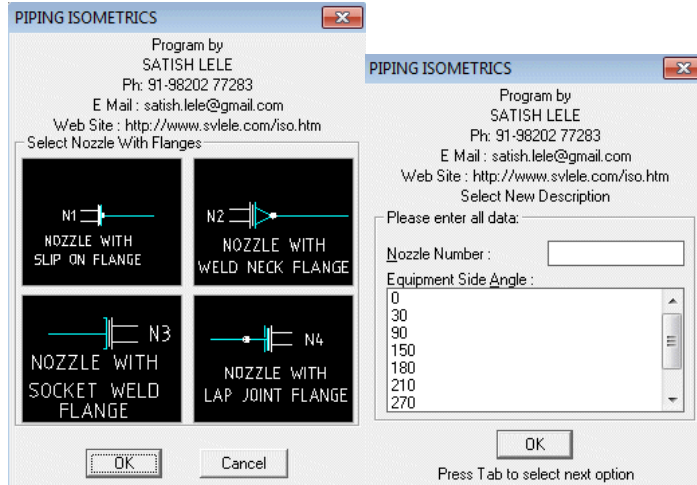 PIPING ISOMETRICS
Program by
SATISH LELE
Ph: 91-98202 77283
E Mail : satish.lele@gmail.com
Web Site : http://www.svlele.com/iso.htm
Select Nozzle With Flanges
N1
NOZZLE WITH
SLIP ON FLANGE
N2
NOZZLE WITH
WELD NECK FLANGE
N3
NOZZLE WITH
SOCKET WELD
FLANGE
N4
NOZZLE WITH
LAP JOINT FLANGE
OK
Cancel
PIPING ISOMETRICS
Program by
SATISH LELE
Ph: 91-98202 77283
E Mail : satish.lele@gmail.com
Web Site : http://www.svlele.com/iso.htm
Select New Description
Please enter all data:
Nozzle Number :
Equipment Side Angle :
0
30
90
150
180
210
270
OK
Press Tab to select next option